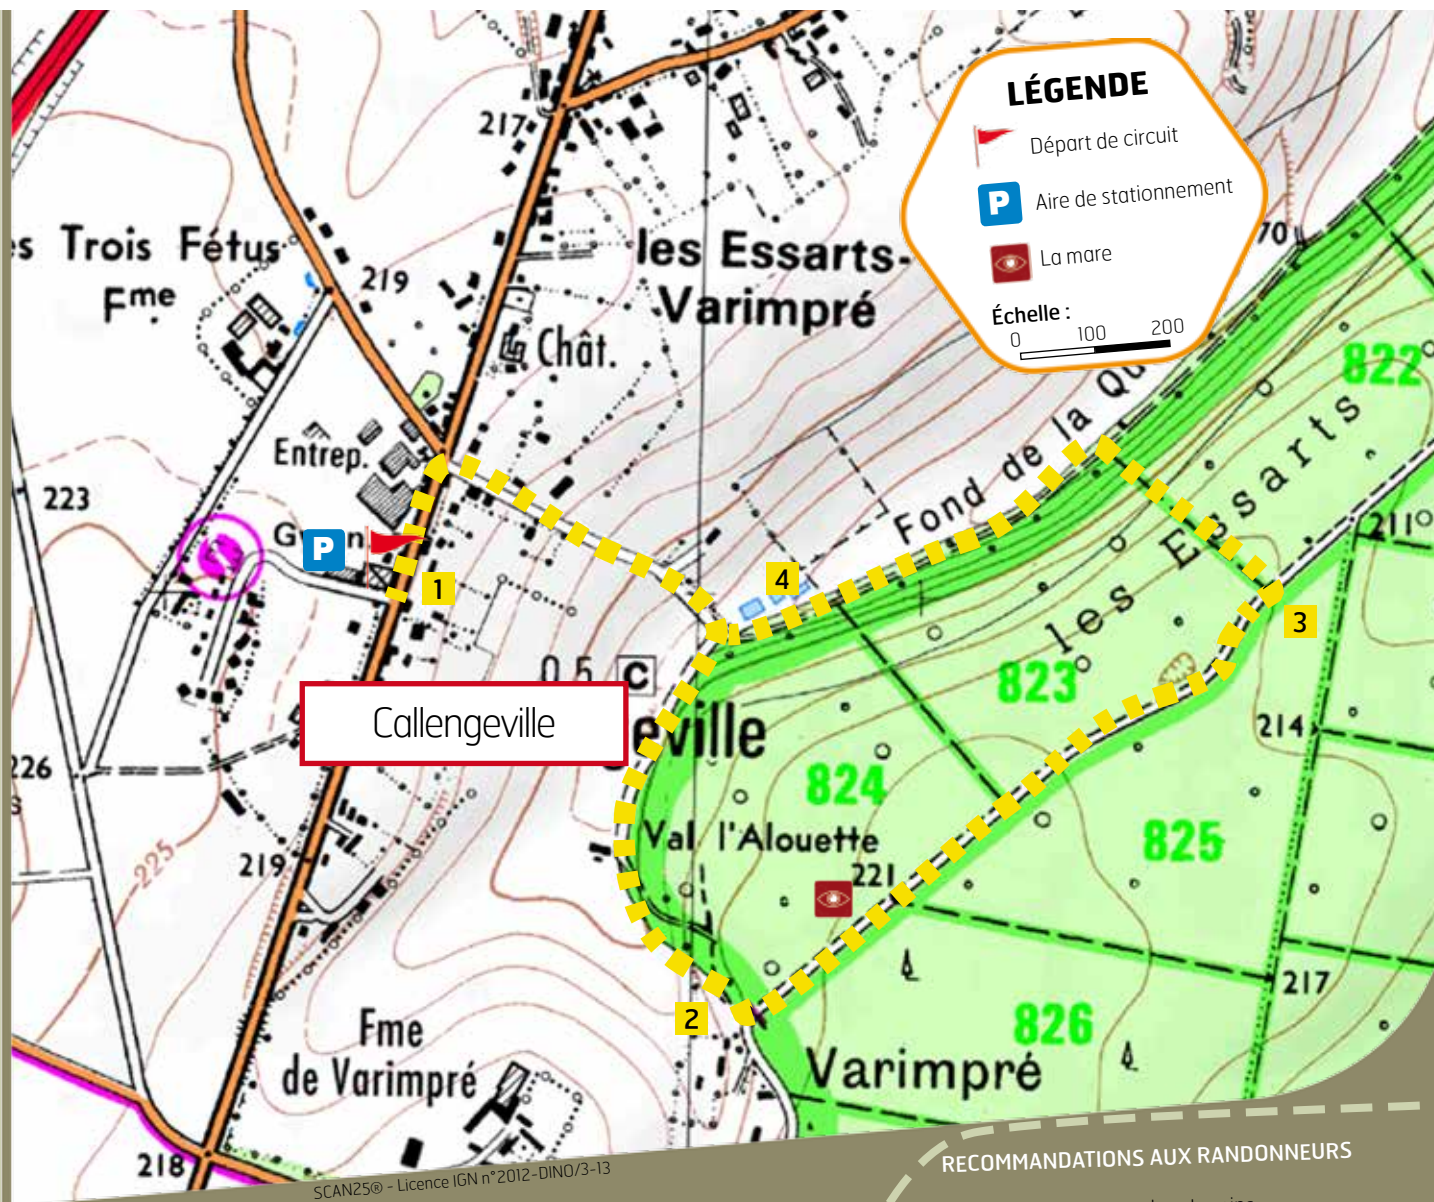 LÉGENDE
Départ de circuit
P
Aire de stationnement
La mare
Échelle :
0 100 200
217
70
es Trois Fétus
Fme
219
les Essarts-
Varimpré
Chât.
822
Entrep.
Fond de la Qu
les Essarts
223
211
P
1
4
3
0,5
C
823
Callengeville
eville
214
226
s
824
Val l'Alouette
825
225
219
221
217
2
826
Fme
de Varimpré
Varimpré
218
SCAN25® - Licence IGN n°2012-DINO/3-13
RECOMMANDATIONS AUX RANDONNEURS